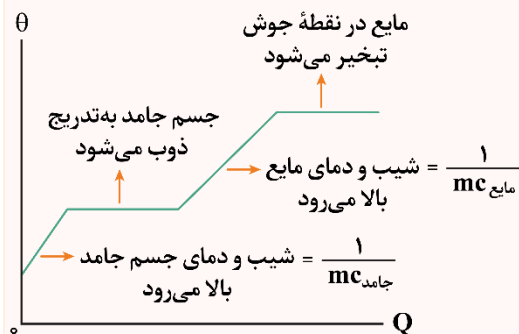 θ
مایع در نقطهٔ جوش
تبخیر می‌شود
جسم جامد به‌تدریج
ذوب می‌شود
شیب و دمای مایع = ۱ / mc مایع
بالا می‌رود
شیب و دمای جسم جامد = ۱ / mc جامد
بالا می‌رود
Q